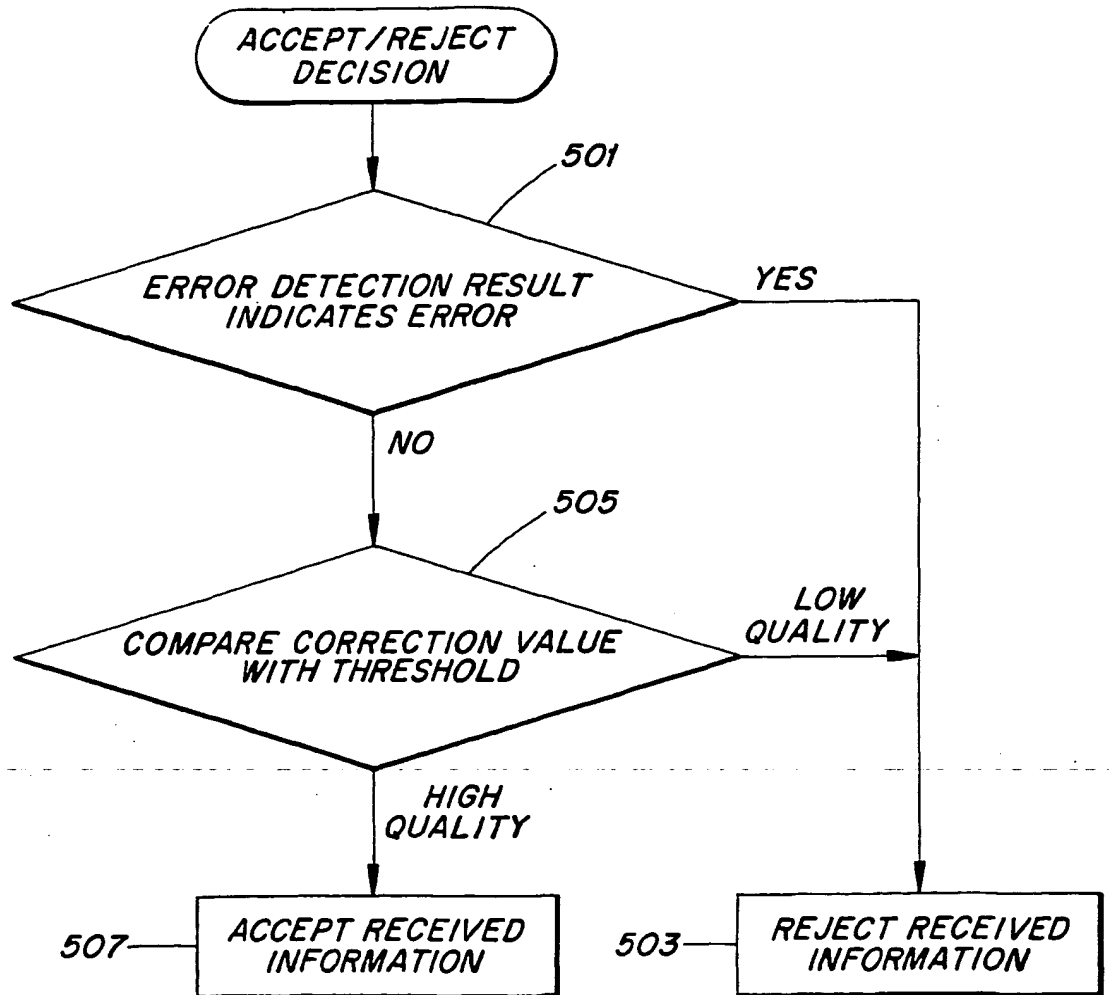 ACCEPT/REJECT
DECISION
501
ERROR DETECTION RESULT
INDICATES ERROR
YES
NO
505
COMPARE CORRECTION VALUE
WITH THRESHOLD
LOW
QUALITY
HIGH
QUALITY
507
ACCEPT RECEIVED
INFORMATION
503
REJECT RECEIVED
INFORMATION